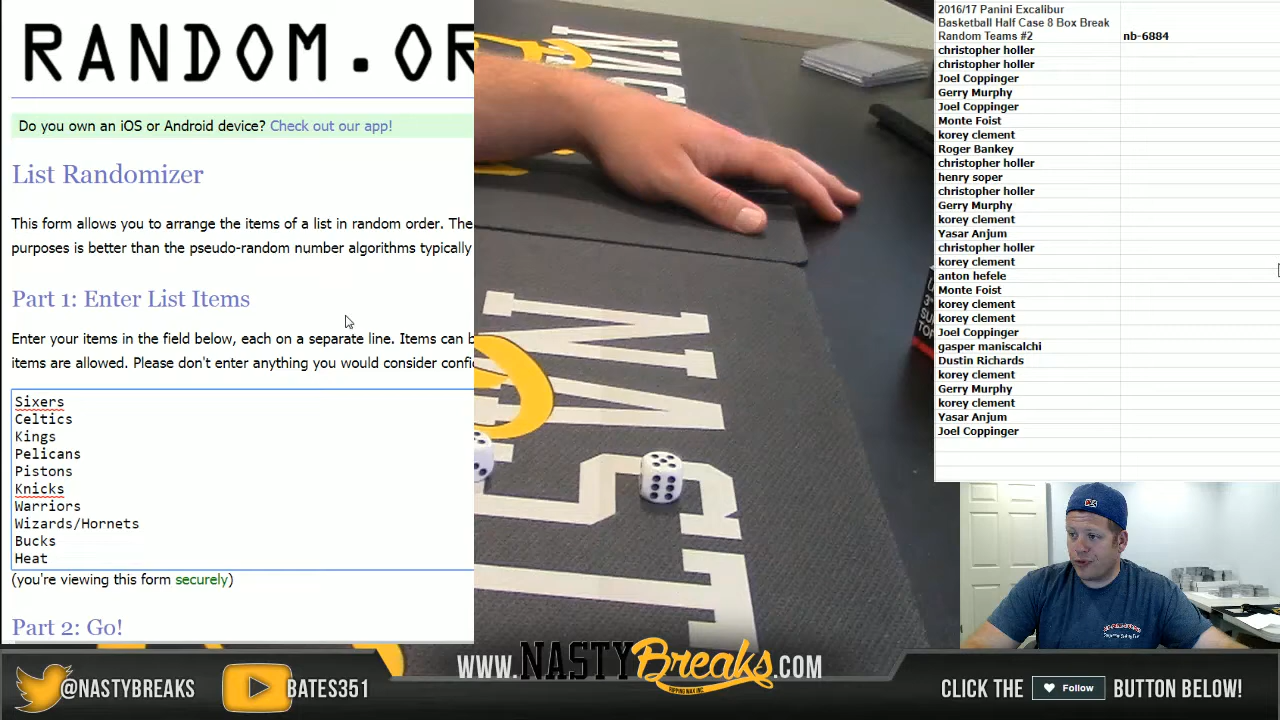 RANDOM.OR
Do you own an iOS or Android device? Check out our app!
List Randomizer
This form allows you to arrange the items of a list in random order. The
purposes is better than the pseudo-random number algorithms typically
Part 1: Enter List Items
Enter your items in the field below, each on a separate line. Items can b
items are allowed. Please don't enter anything you would consider confid
Sixers
Celtics
Kings
Pelicans
Pistons
Knicks
Warriors
Wizards/Hornets
Bucks
Heat
(you're viewing this form securely)
Part 2: Go!
NAST
2016/17 Panini Excalibur
Basketball Half Case 8 Box Break
Random Teams #2 nb-6884
christopher holler
christopher holler
Joel Coppinger
Gerry Murphy
Joel Coppinger
Monte Foist
korey clement
Roger Bankey
christopher holler
henry soper
christopher holler
Gerry Murphy
korey clement
Yasar Anjum
christopher holler
korey clement
anton hefele
Monte Foist
korey clement
korey clement
Joel Coppinger
gasper maniscalchi
Dustin Richards
korey clement
Gerry Murphy
korey clement
Yasar Anjum
Joel Coppinger
@NASTYBREAKS
BATES351
WWW.NASTYBreaks.COM
RIPPING WAX INC.
CLICK THE Follow BUTTON BELOW!